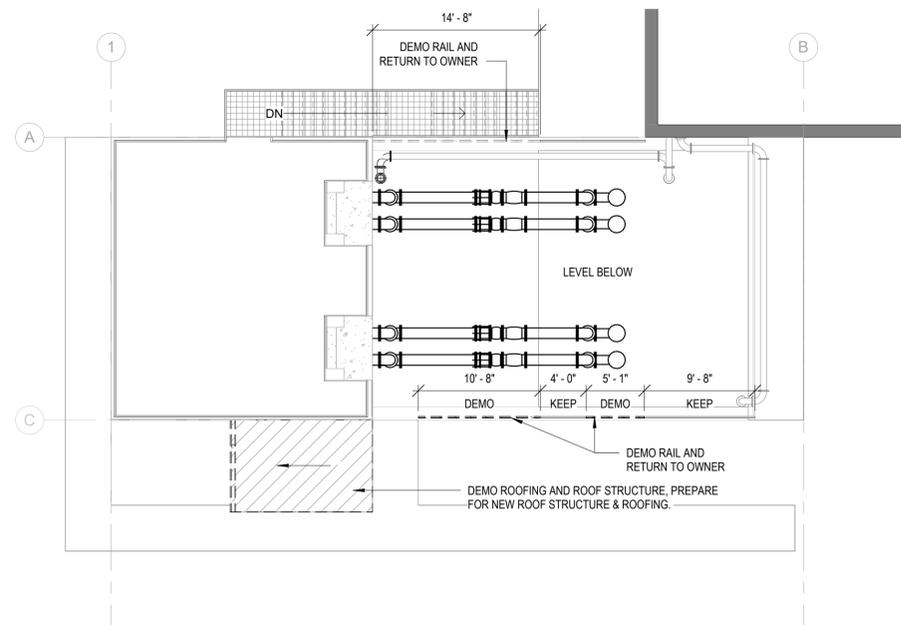 14' - 8"
1
B
DEMO RAIL AND
RETURN TO OWNER
DN
A
LEVEL BELOW
10' - 8"
4' - 0"
5' - 1"
9' - 8"
DEMO
KEEP
DEMO
KEEP
C
DEMO RAIL AND
RETURN TO OWNER
DEMO ROOFING AND ROOF STRUCTURE, PREPARE
FOR NEW ROOF STRUCTURE & ROOFING.